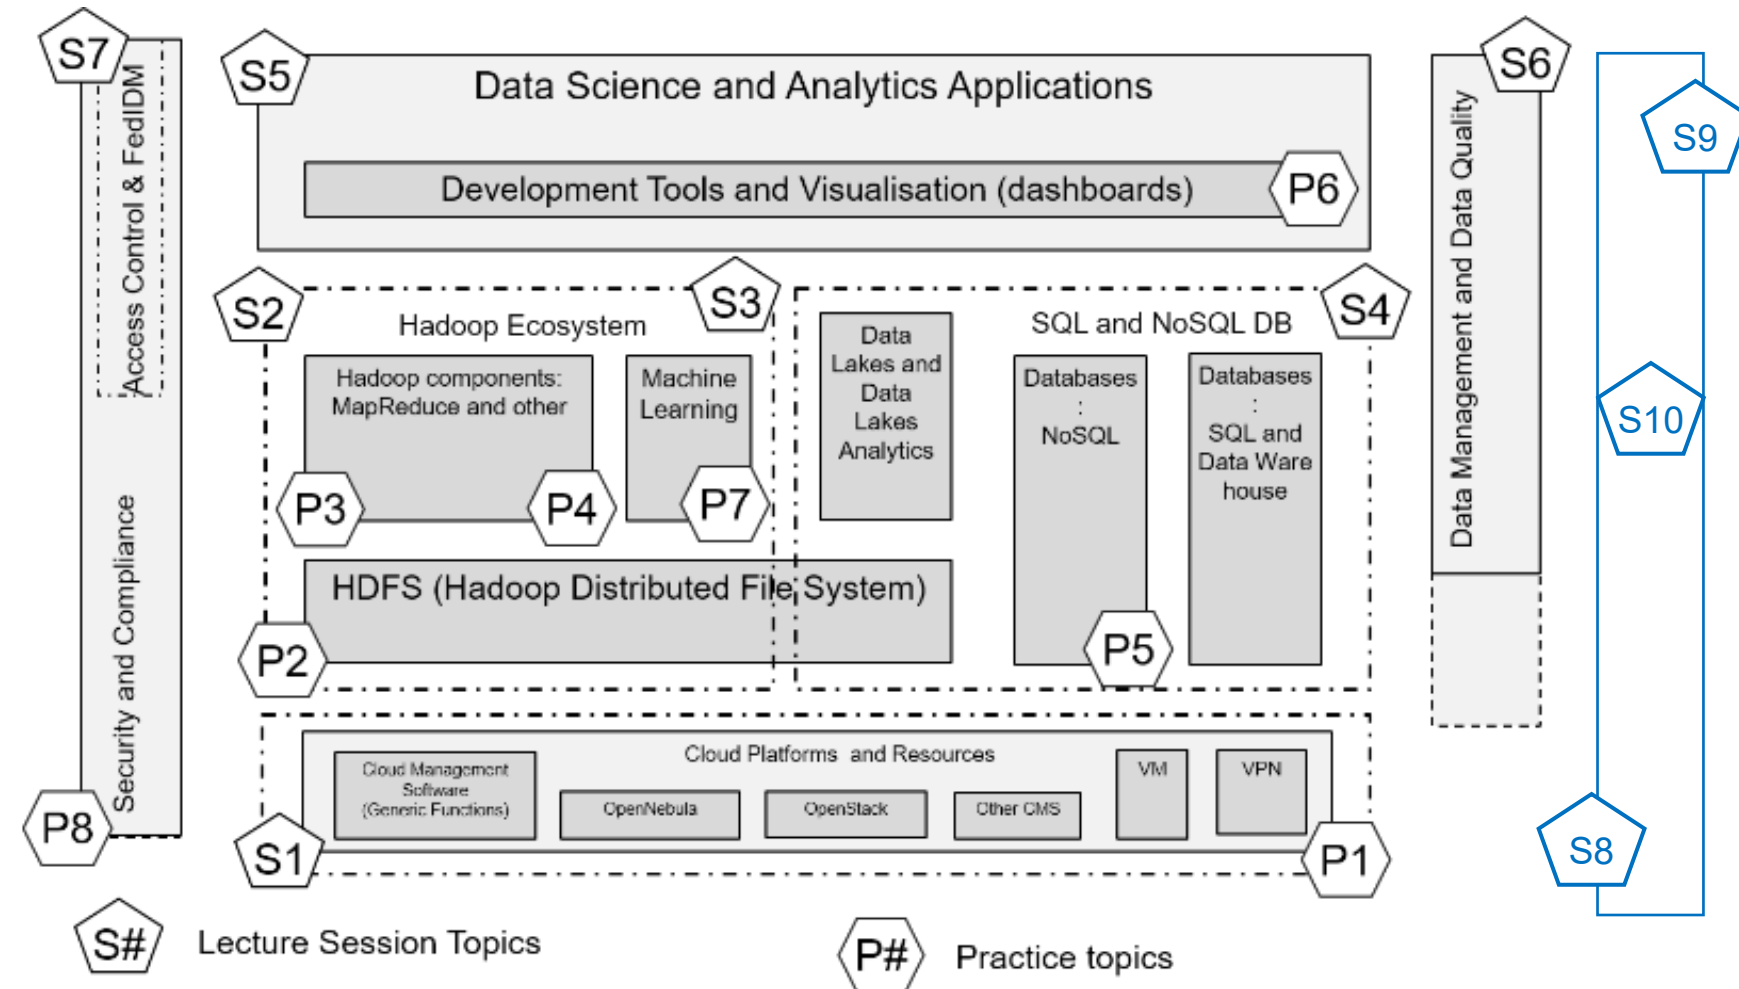 S7
Access Control & FedIDM
Security and Compliance
P8
S5
Data Science and Analytics Applications
Development Tools and Visualisation (dashboards)
P6
S2
Hadoop Ecosystem
S3
Hadoop components:
MapReduce and other
P3
P4
Machine
Learning
P7
HDFS (Hadoop Distributed File System)
P2
SQL and NoSQL DB
S4
Data
Lakes and
Data
Lakes
Analytics
Databases
:
NoSQL
P5
Databases
:
SQL and
Data Ware
house
Cloud Platforms and Resources
Cloud Management
Software
(Generic Functions)
OpenNebula
OpenStack
Other CMS
VM
VPN
S1
P1
S6
Data Management and Data Quality
S9
S10
S8
S#
Lecture Session Topics
P#
Practice topics